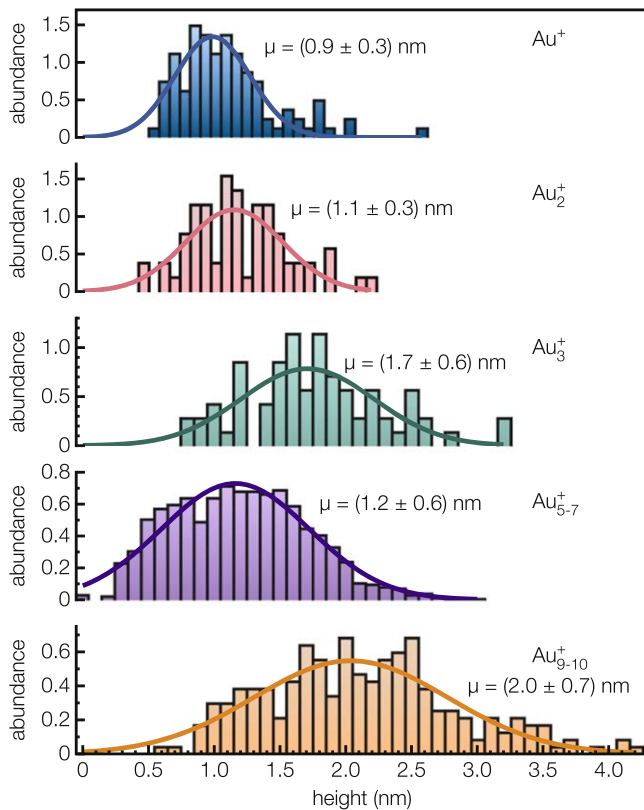 abundance
1.5
1.0
0.5
0
μ = (0.9 ± 0.3) nm
Au⁺
abundance
1.5
1.0
0.5
0
μ = (1.1 ± 0.3) nm
Au₂⁺
abundance
1.0
0.5
0
μ = (1.7 ± 0.6) nm
Au₃⁺
abundance
0.8
0.6
0.4
0.2
0
μ = (1.2 ± 0.6) nm
Au₅₋₇⁺
abundance
0.6
0.4
0.2
0
Au₉₋₁₀⁺
μ = (2.0 ± 0.7) nm
0 0.5 1.0 1.5 2.0 2.5 3.0 3.5 4.0
height (nm)